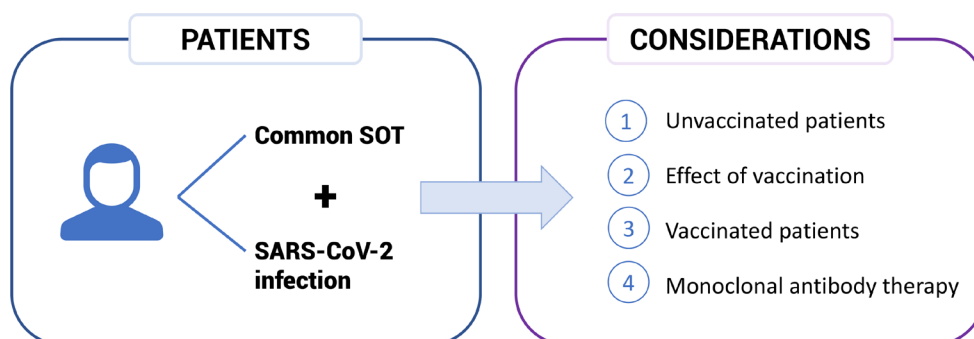 PATIENTS
Common SOT
+
SARS-CoV-2
infection
CONSIDERATIONS
1 Unvaccinated patients
2 Effect of vaccination
3 Vaccinated patients
4 Monoclonal antibody therapy